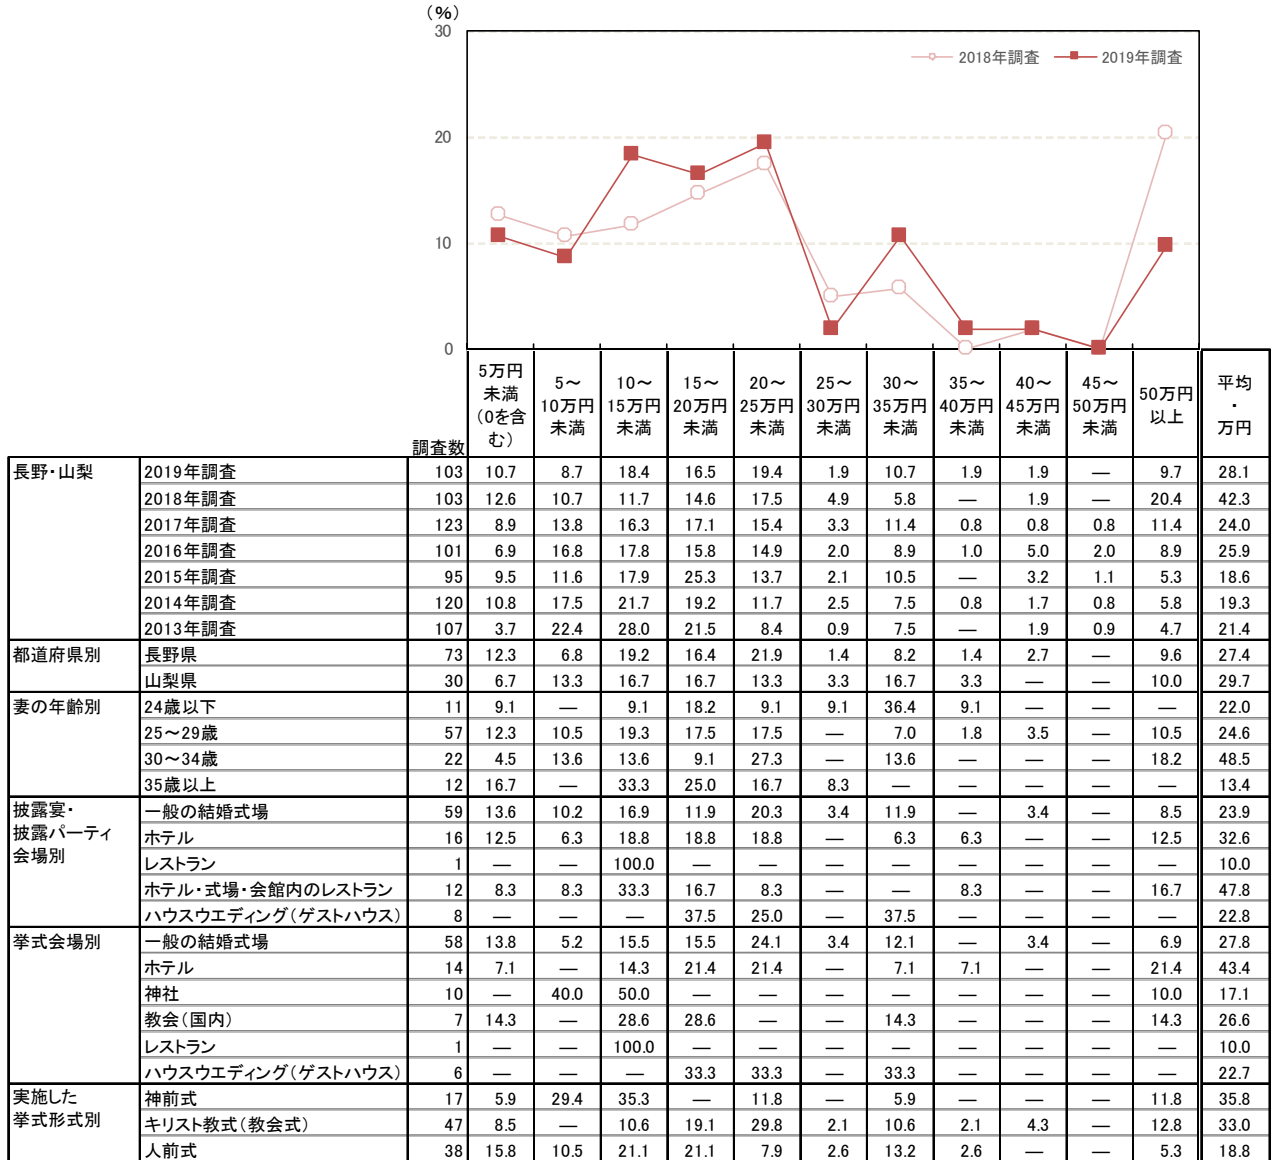 (%)
30
20
10
0
2018年調査 2019年調査
調査数 5万円未満(0を含む) 5～10万円未満 10～15万円未満 15～20万円未満 20～25万円未満 25～30万円未満 30～35万円未満 35～40万円未満 40～45万円未満 45～50万円未満 50万円以上 平均・万円
長野・山梨 2019年調査 103 10.7 8.7 18.4 16.5 19.4 1.9 10.7 1.9 1.9 — 9.7 28.1
2018年調査 103 12.6 10.7 11.7 14.6 17.5 4.9 5.8 — 1.9 — 20.4 42.3
2017年調査 123 8.9 13.8 16.3 17.1 15.4 3.3 11.4 0.8 0.8 0.8 11.4 24.0
2016年調査 101 6.9 16.8 17.8 15.8 14.9 2.0 8.9 1.0 5.0 2.0 8.9 25.9
2015年調査 95 9.5 11.6 17.9 25.3 13.7 2.1 10.5 — 3.2 1.1 5.3 18.6
2014年調査 120 10.8 17.5 21.7 19.2 11.7 2.5 7.5 0.8 1.7 0.8 5.8 19.3
2013年調査 107 3.7 22.4 28.0 21.5 8.4 0.9 7.5 — 1.9 0.9 4.7 21.4
都道府県別 長野県 73 12.3 6.8 19.2 16.4 21.9 1.4 8.2 1.4 2.7 — 9.6 27.4
山梨県 30 6.7 13.3 16.7 16.7 13.3 3.3 16.7 3.3 — — 10.0 29.7
妻の年齢別 24歳以下 11 9.1 — 9.1 18.2 9.1 9.1 36.4 9.1 — — — 22.0
25～29歳 57 12.3 10.5 19.3 17.5 17.5 — 7.0 1.8 3.5 — 10.5 24.6
30～34歳 22 4.5 13.6 13.6 9.1 27.3 — 13.6 — — — 18.2 48.5
35歳以上 12 16.7 — 33.3 25.0 16.7 8.3 — — — — — 13.4
披露宴・披露パーティ会場別 一般の結婚式場 59 13.6 10.2 16.9 11.9 20.3 3.4 11.9 — 3.4 — 8.5 23.9
ホテル 16 12.5 6.3 18.8 18.8 18.8 — 6.3 6.3 — — 12.5 32.6
レストラン 1 — — 100.0 — — — — — — — — 10.0
ホテル・式場・会館内のレストラン 12 8.3 8.3 33.3 16.7 8.3 — — 8.3 — — 16.7 47.8
ハウスウエディング(ゲストハウス) 8 — — — 37.5 25.0 — 37.5 — — — — 22.8
挙式会場別 一般の結婚式場 58 13.8 5.2 15.5 15.5 24.1 3.4 12.1 — 3.4 — 6.9 27.8
ホテル 14 7.1 — 14.3 21.4 21.4 — 7.1 7.1 — — 21.4 43.4
神社 10 — 40.0 50.0 — — — — — — — 10.0 17.1
教会(国内) 7 14.3 — 28.6 28.6 — — 14.3 — — — 14.3 26.6
レストラン 1 — — 100.0 — — — — — — — — 10.0
ハウスウエディング(ゲストハウス) 6 — — — 33.3 33.3 — 33.3 — — — — 22.7
実施した挙式形式別 神前式 17 5.9 29.4 35.3 — 11.8 — 5.9 — — — 11.8 35.8
キリスト教式(教会式) 47 8.5 — 10.6 19.1 29.8 2.1 10.6 2.1 4.3 — 12.8 33.0
人前式 38 15.8 10.5 21.1 21.1 7.9 2.6 13.2 2.6 — — 5.3 18.8